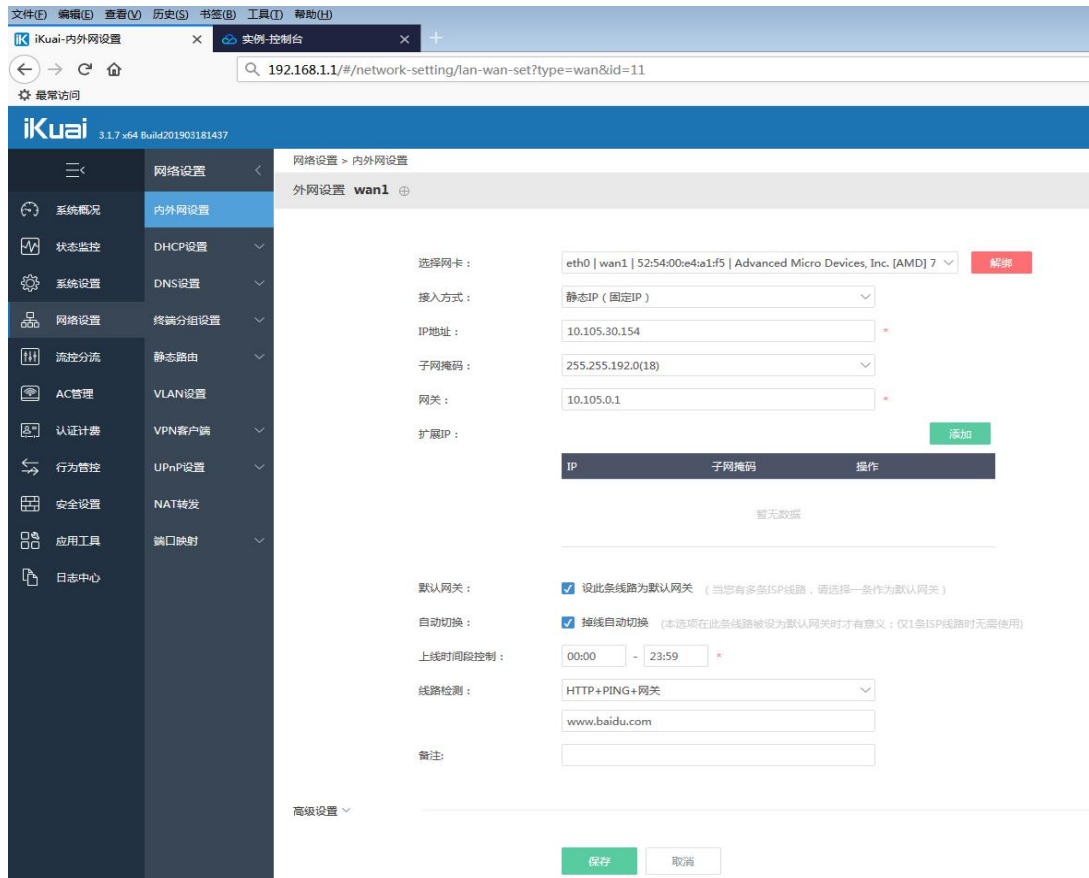 文件(F) 编辑(E) 查看(V) 历史(S) 书签(B) 工具(T) 帮助(H)
iK iKuai-内外网设置 × 实例-控制台 × +
192.168.1.1/#/network-setting/lan-wan-set?type=wan&id=11
最常访问
iKuai 3.1.7 x64 Build201903181437
网络设置
系统概况
状态监控
系统设置
网络设置
流控分流
AC管理
认证计费
行为管控
安全设置
应用工具
日志中心
内外网设置
DHCP设置
DNS设置
终端分组设置
静态路由
VLAN设置
VPN客户端
UPnP设置
NAT转发
端口映射
网络设置 > 内外网设置
外网设置 wan1
选择网卡： eth0 | wan1 | 52:54:00:e4:a1:f5 | Advanced Micro Devices, Inc. [AMD] 7 解绑
接入方式： 静态IP（固定IP）
IP地址： 10.105.30.154 *
子网掩码： 255.255.192.0(18)
网关： 10.105.0.1 *
扩展IP： 添加
IP 子网掩码 操作
暂无数据
默认网关： 设此条线路为默认网关 （当您有多条ISP线路，请选择一条作为默认网关）
自动切换： 掉线自动切换 (本选项在此条线路被设为默认网关时才有意义；仅1条ISP线路时无需使用)
上线时间段控制： 00:00 - 23:59 *
线路检测： HTTP+PING+网关
www.baidu.com
备注:
高级设置
保存 取消